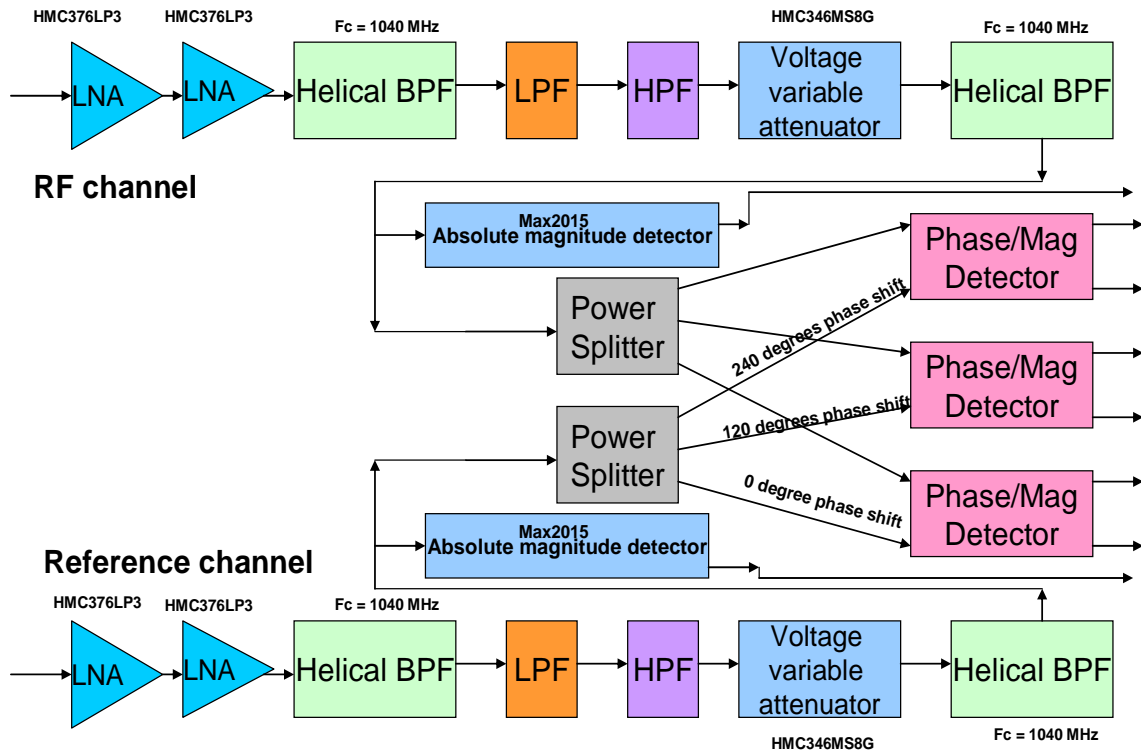 HMC376LP3
HMC376LP3
Fc = 1040 MHz
HMC346MS8G
Fc = 1040 MHz
LNA
LNA
Helical BPF
LPF
HPF
Voltage
variable
attenuator
Helical BPF
RF channel
Max2015
Absolute magnitude detector
Phase/Mag
Detector
Power
Splitter
240 degrees phase shift
Phase/Mag
Detector
120 degrees phase shift
Power
Splitter
0 degree phase shift
Phase/Mag
Detector
Max2015
Absolute magnitude detector
Reference channel
HMC376LP3
HMC376LP3
Fc = 1040 MHz
LNA
LNA
Helical BPF
LPF
HPF
Voltage
variable
attenuator
Helical BPF
HMC346MS8G
Fc = 1040 MHz